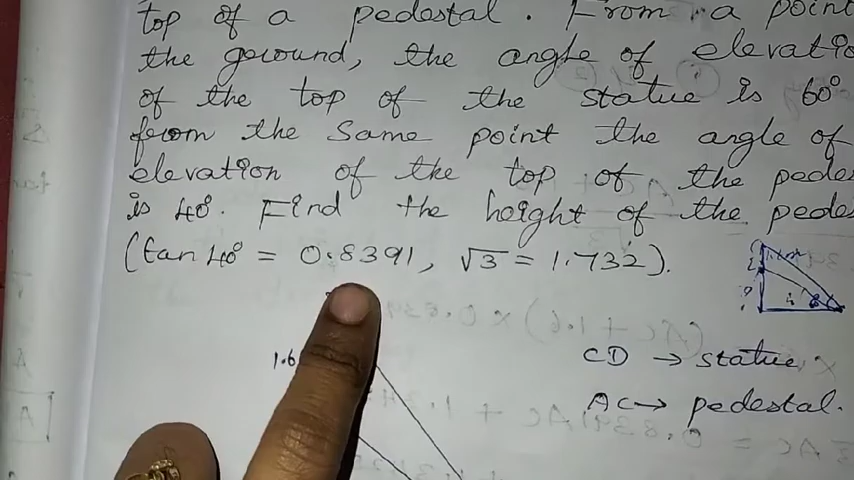 top of a pedestal. From a point
the ground, the angle of elevatio
of the top of the statue is 60°
from the same point the angle of
elevation of the top of the pedes
is 40°. Find the height of the pedes
(tan 40° = 0.8391, √3 = 1.732).
1.6
CD → statue
AC → pedestal.